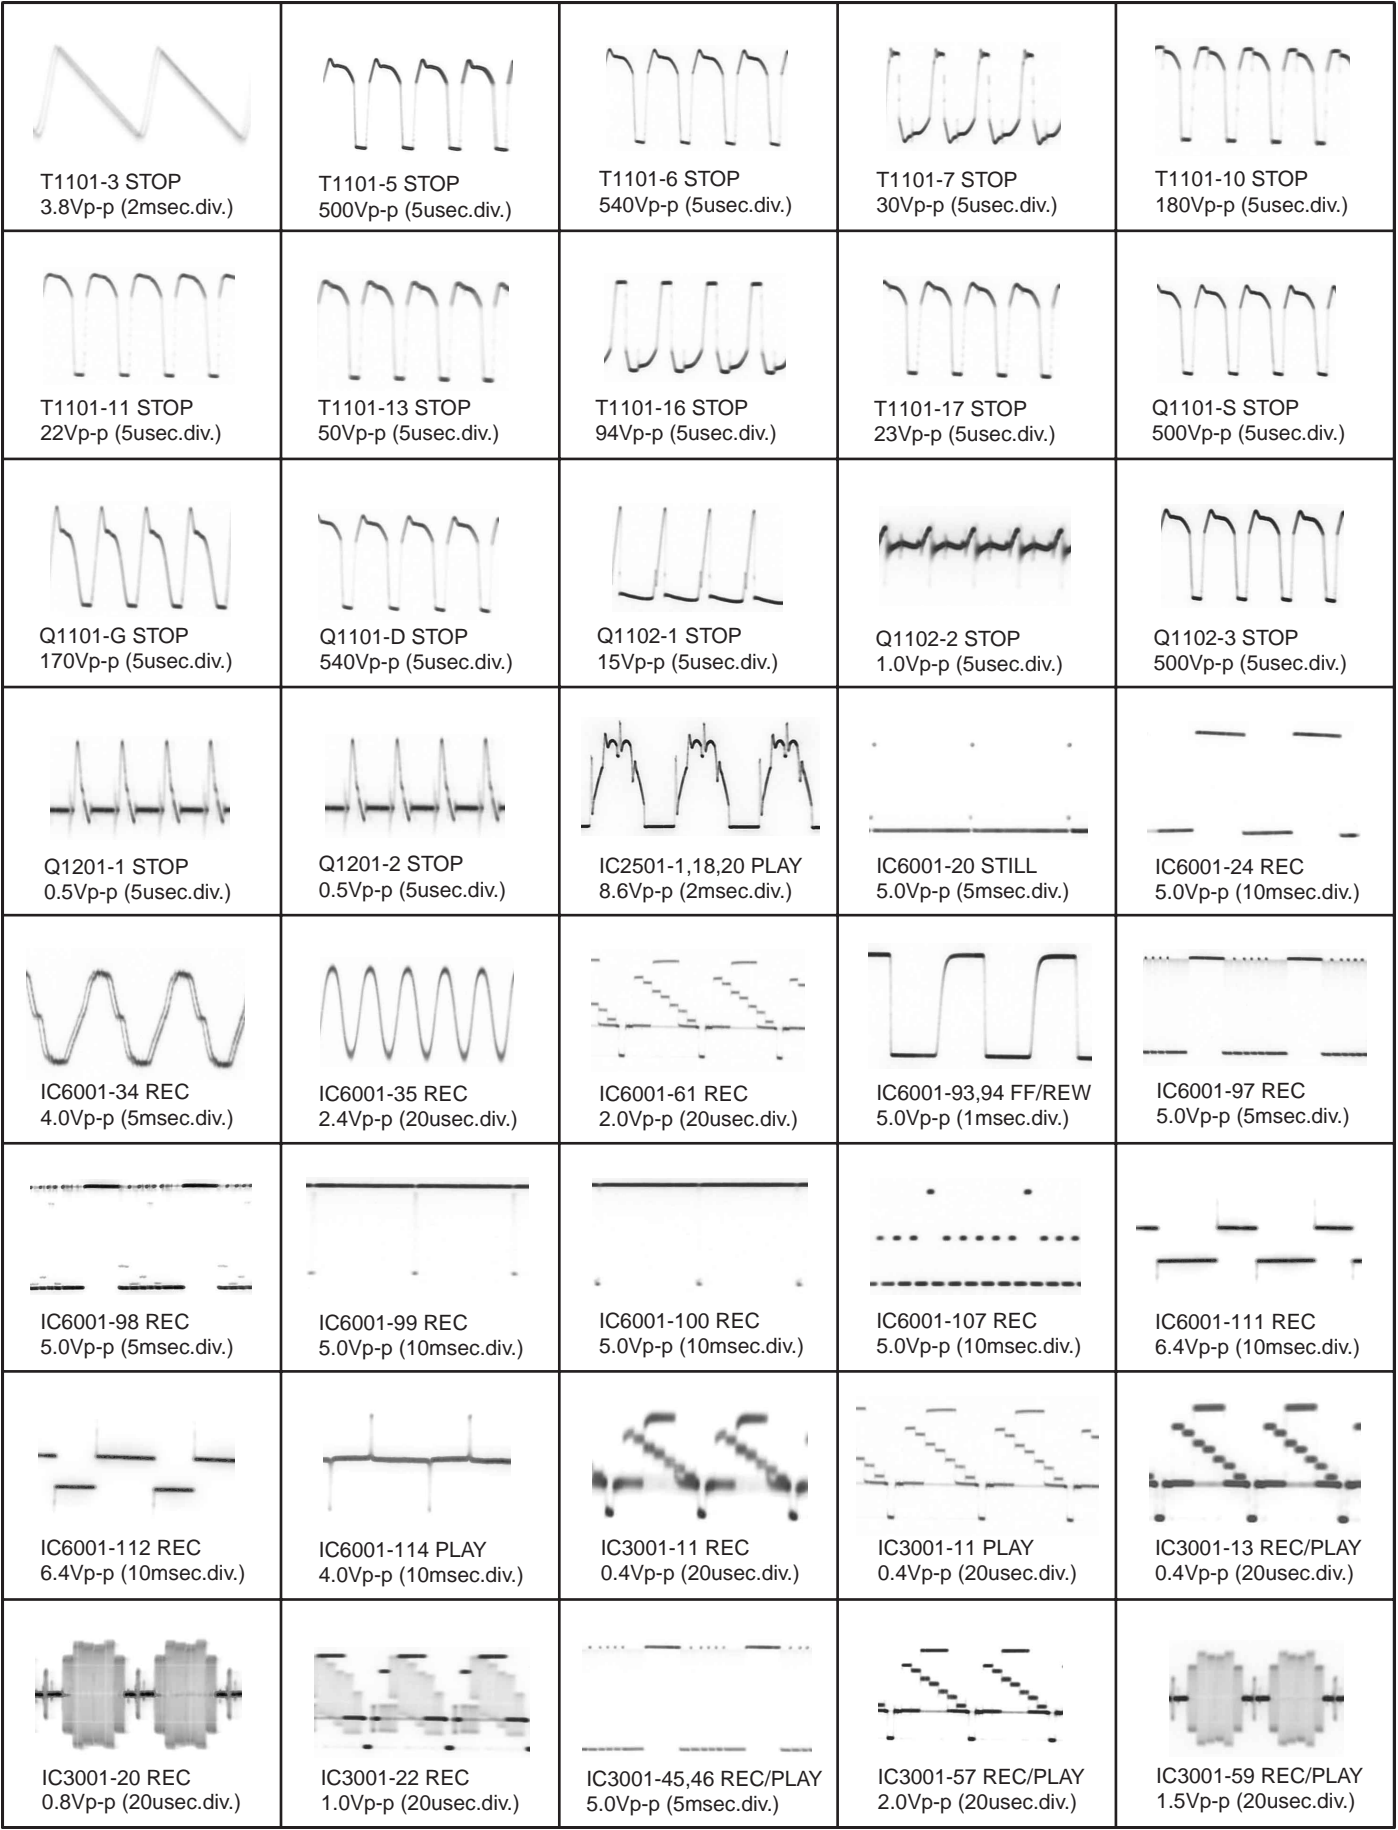 T1101-3 STOP
3.8Vp-p (2msec.div.)
T1101-5 STOP
500Vp-p (5usec.div.)
T1101-6 STOP
540Vp-p (5usec.div.)
T1101-7 STOP
30Vp-p (5usec.div.)
T1101-10 STOP
180Vp-p (5usec.div.)
T1101-11 STOP
22Vp-p (5usec.div.)
T1101-13 STOP
50Vp-p (5usec.div.)
T1101-16 STOP
94Vp-p (5usec.div.)
T1101-17 STOP
23Vp-p (5usec.div.)
Q1101-S STOP
500Vp-p (5usec.div.)
Q1101-G STOP
170Vp-p (5usec.div.)
Q1101-D STOP
540Vp-p (5usec.div.)
Q1102-1 STOP
15Vp-p (5usec.div.)
Q1102-2 STOP
1.0Vp-p (5usec.div.)
Q1102-3 STOP
500Vp-p (5usec.div.)
Q1201-1 STOP
0.5Vp-p (5usec.div.)
Q1201-2 STOP
0.5Vp-p (5usec.div.)
IC2501-1,18,20 PLAY
8.6Vp-p (2msec.div.)
IC6001-20 STILL
5.0Vp-p (5msec.div.)
IC6001-24 REC
5.0Vp-p (10msec.div.)
IC6001-34 REC
4.0Vp-p (5msec.div.)
IC6001-35 REC
2.4Vp-p (20usec.div.)
IC6001-61 REC
2.0Vp-p (20usec.div.)
IC6001-93,94 FF/REW
5.0Vp-p (1msec.div.)
IC6001-97 REC
5.0Vp-p (5msec.div.)
IC6001-98 REC
5.0Vp-p (5msec.div.)
IC6001-99 REC
5.0Vp-p (10msec.div.)
IC6001-100 REC
5.0Vp-p (10msec.div.)
IC6001-107 REC
5.0Vp-p (10msec.div.)
IC6001-111 REC
6.4Vp-p (10msec.div.)
IC6001-112 REC
6.4Vp-p (10msec.div.)
IC6001-114 PLAY
4.0Vp-p (10msec.div.)
IC3001-11 REC
0.4Vp-p (20usec.div.)
IC3001-11 PLAY
0.4Vp-p (20usec.div.)
IC3001-13 REC/PLAY
0.4Vp-p (20usec.div.)
IC3001-20 REC
0.8Vp-p (20usec.div.)
IC3001-22 REC
1.0Vp-p (20usec.div.)
IC3001-45,46 REC/PLAY
5.0Vp-p (5msec.div.)
IC3001-57 REC/PLAY
2.0Vp-p (20usec.div.)
IC3001-59 REC/PLAY
1.5Vp-p (20usec.div.)